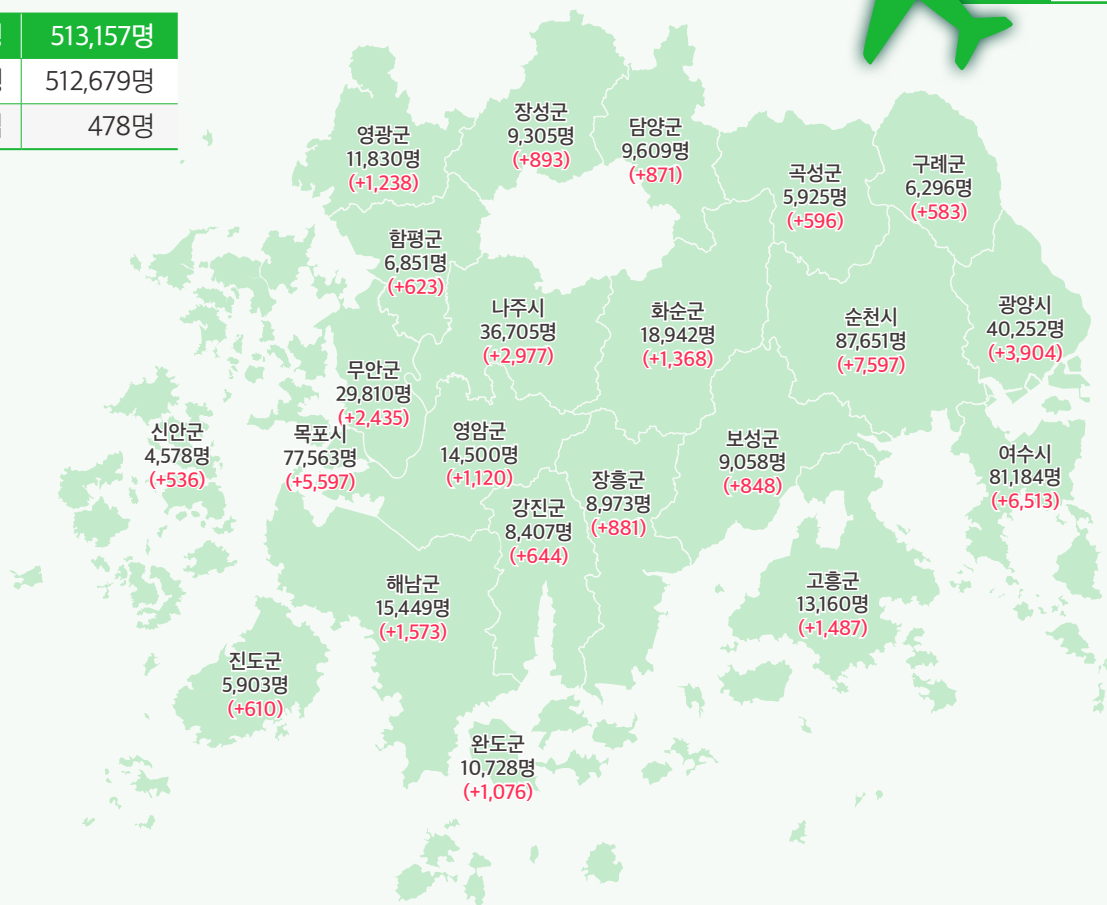 513,157명
512,679명
478명
장성군
9,305명
(+893)
담양군
9,609명
(+871)
영광군
11,830명
(+1,238)
곡성군
5,925명
(+596)
구례군
6,296명
(+583)
함평군
6,851명
(+623)
나주시
36,705명
(+2,977)
화순군
18,942명
(+1,368)
순천시
87,651명
(+7,597)
광양시
40,252명
(+3,904)
무안군
29,810명
(+2,435)
신안군
4,578명
(+536)
목포시
77,563명
(+5,597)
영암군
14,500명
(+1,120)
보성군
9,058명
(+848)
여수시
81,184명
(+6,513)
장흥군
8,973명
(+881)
강진군
8,407명
(+644)
해남군
15,449명
(+1,573)
고흥군
13,160명
(+1,487)
진도군
5,903명
(+610)
완도군
10,728명
(+1,076)